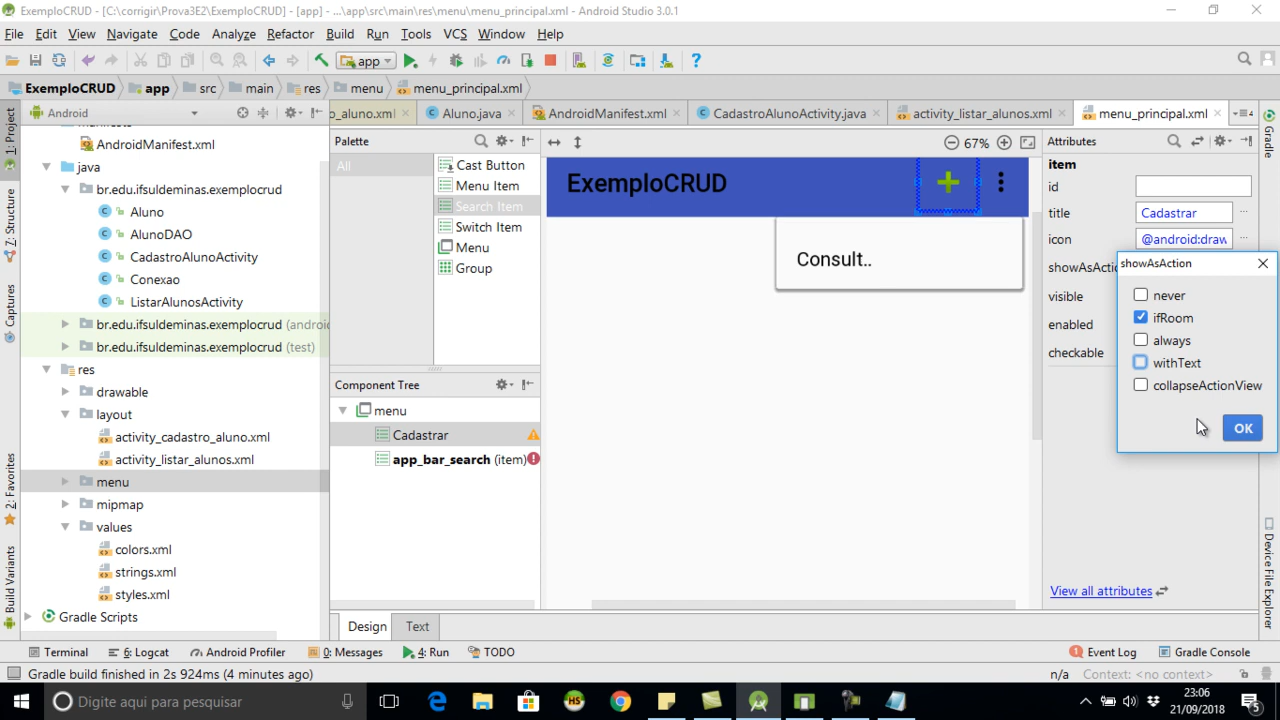 ExemploCRUD - [C:\corrigir\Prova3E2\ExemploCRUD] - [app] - ...\app\src\main\res\menu\menu_principal.xml - Android Studio 3.0.1
File Edit View Navigate Code Analyze Refactor Build Run Tools VCS Window Help
app
ExemploCRUD app src main res menu menu_principal.xml
Android
o_aluno.xml Aluno.java AndroidManifest.xml CadastroAlunoActivity.java activity_listar_alunos.xml menu_principal.xml
1: Project
Z: Structure
Captures
2: Favorites
Build Variants
AndroidManifest.xml
java
br.edu.ifsuldeminas.exemplocrud
Aluno
AlunoDAO
CadastroAlunoActivity
Conexao
ListarAlunosActivity
br.edu.ifsuldeminas.exemplocrud (android
br.edu.ifsuldeminas.exemplocrud (test)
res
drawable
layout
activity_cadastro_aluno.xml
activity_listar_alunos.xml
menu
mipmap
values
colors.xml
strings.xml
styles.xml
Gradle Scripts
Palette
All
Cast Button
Menu Item
Search Item
Switch Item
Menu
Group
Component Tree
menu
Cadastrar
app_bar_search (item)
67%
ExemploCRUD
Consult..
Attributes
item
id
title Cadastrar ...
icon @android:draw ...
showAsActio
visible
enabled
checkable
showAsAction
never
ifRoom
always
withText
collapseActionView
OK
View all attributes
Gradle
Device File Explorer
Design Text
Terminal 6: Logcat Android Profiler 0: Messages 4: Run TODO Event Log Gradle Console
Gradle build finished in 2s 924ms (4 minutes ago) n/a Context: <no context>
Digite aqui para pesquisar
HS
23:06
21/09/2018
5